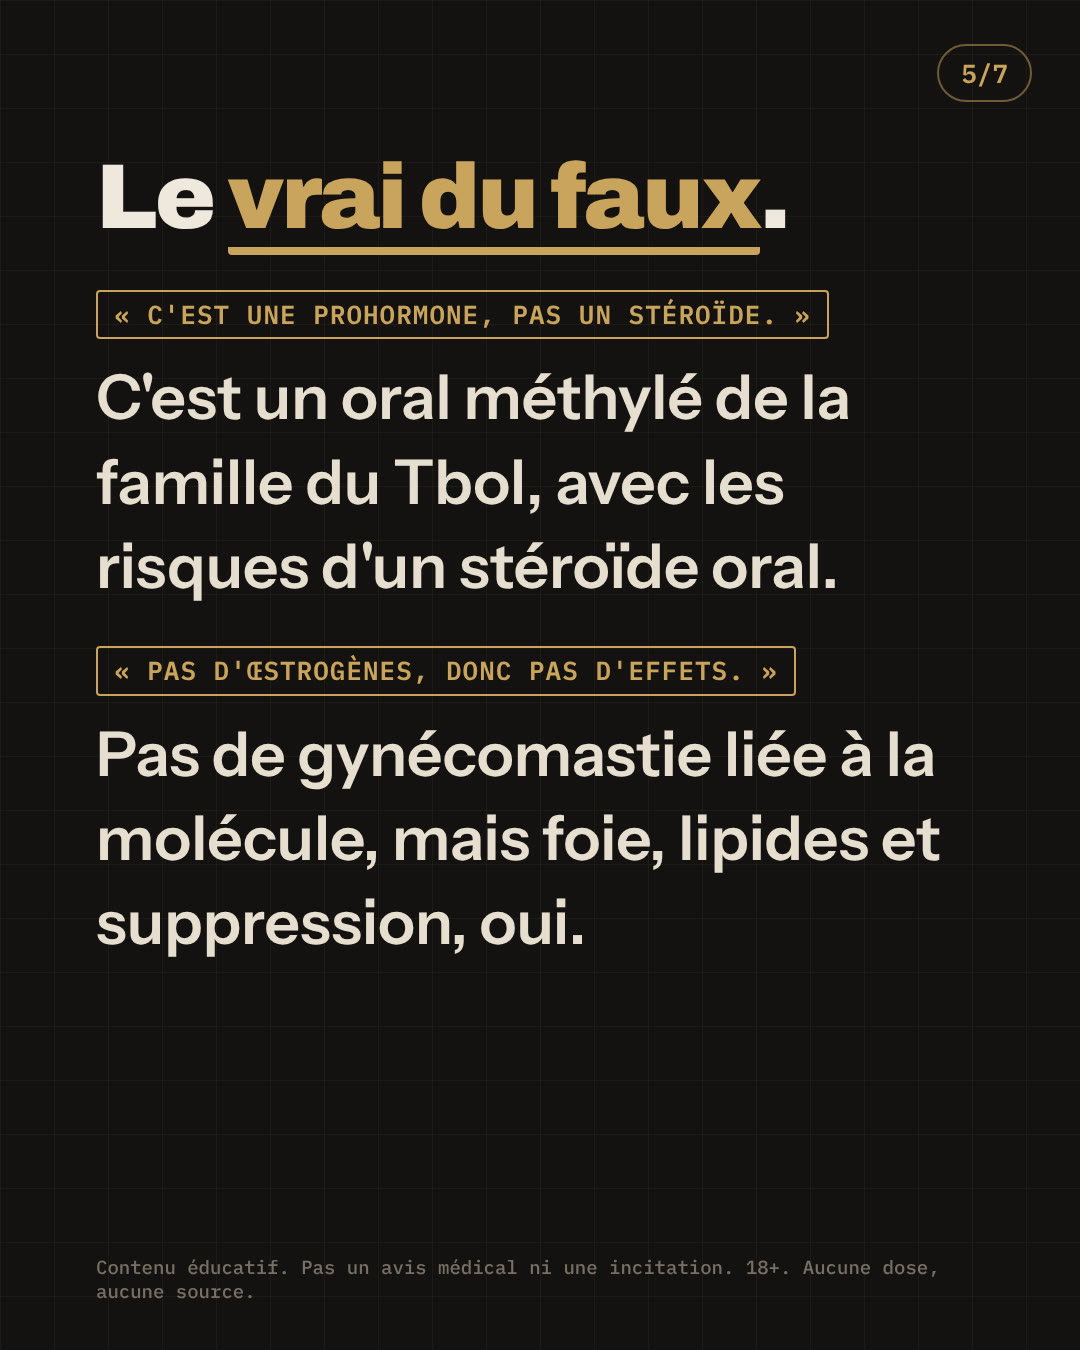 5/7
Le vrai du faux.
« C'EST UNE PROHORMONE, PAS UN STÉROÏDE. »
C'est un oral méthylé de la
famille du Tbol, avec les
risques d'un stéroïde oral.
« PAS D'ŒSTROGÈNES, DONC PAS D'EFFETS. »
Pas de gynécomastie liée à la
molécule, mais foie, lipides et
suppression, oui.
Contenu éducatif. Pas un avis médical ni une incitation. 18+. Aucune dose,
aucune source.